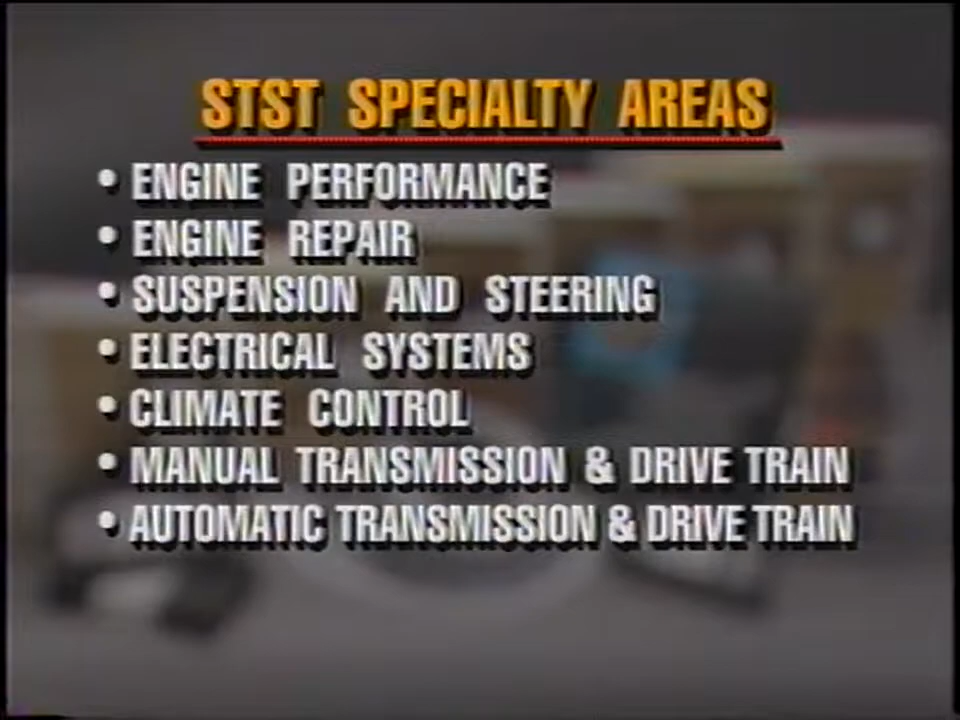 STST SPECIALTY AREAS
• ENGINE PERFORMANCE
• ENGINE REPAIR
• SUSPENSION AND STEERING
• ELECTRICAL SYSTEMS
• CLIMATE CONTROL
• MANUAL TRANSMISSION & DRIVE TRAIN
• AUTOMATIC TRANSMISSION & DRIVE TRAIN